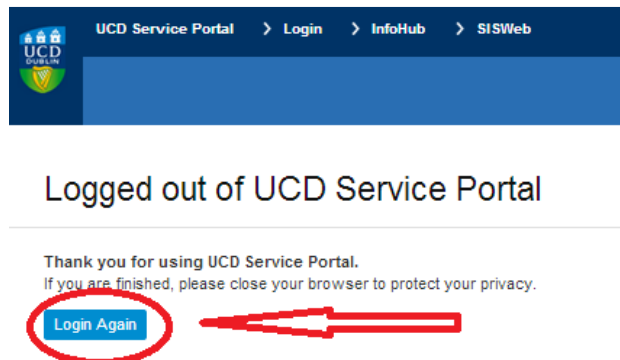 UCD Service Portal > Login > InfoHub > SISWeb
UCD
DUBLIN
Logged out of UCD Service Portal
Thank you for using UCD Service Portal.
If you are finished, please close your browser to protect your privacy.
Login Again